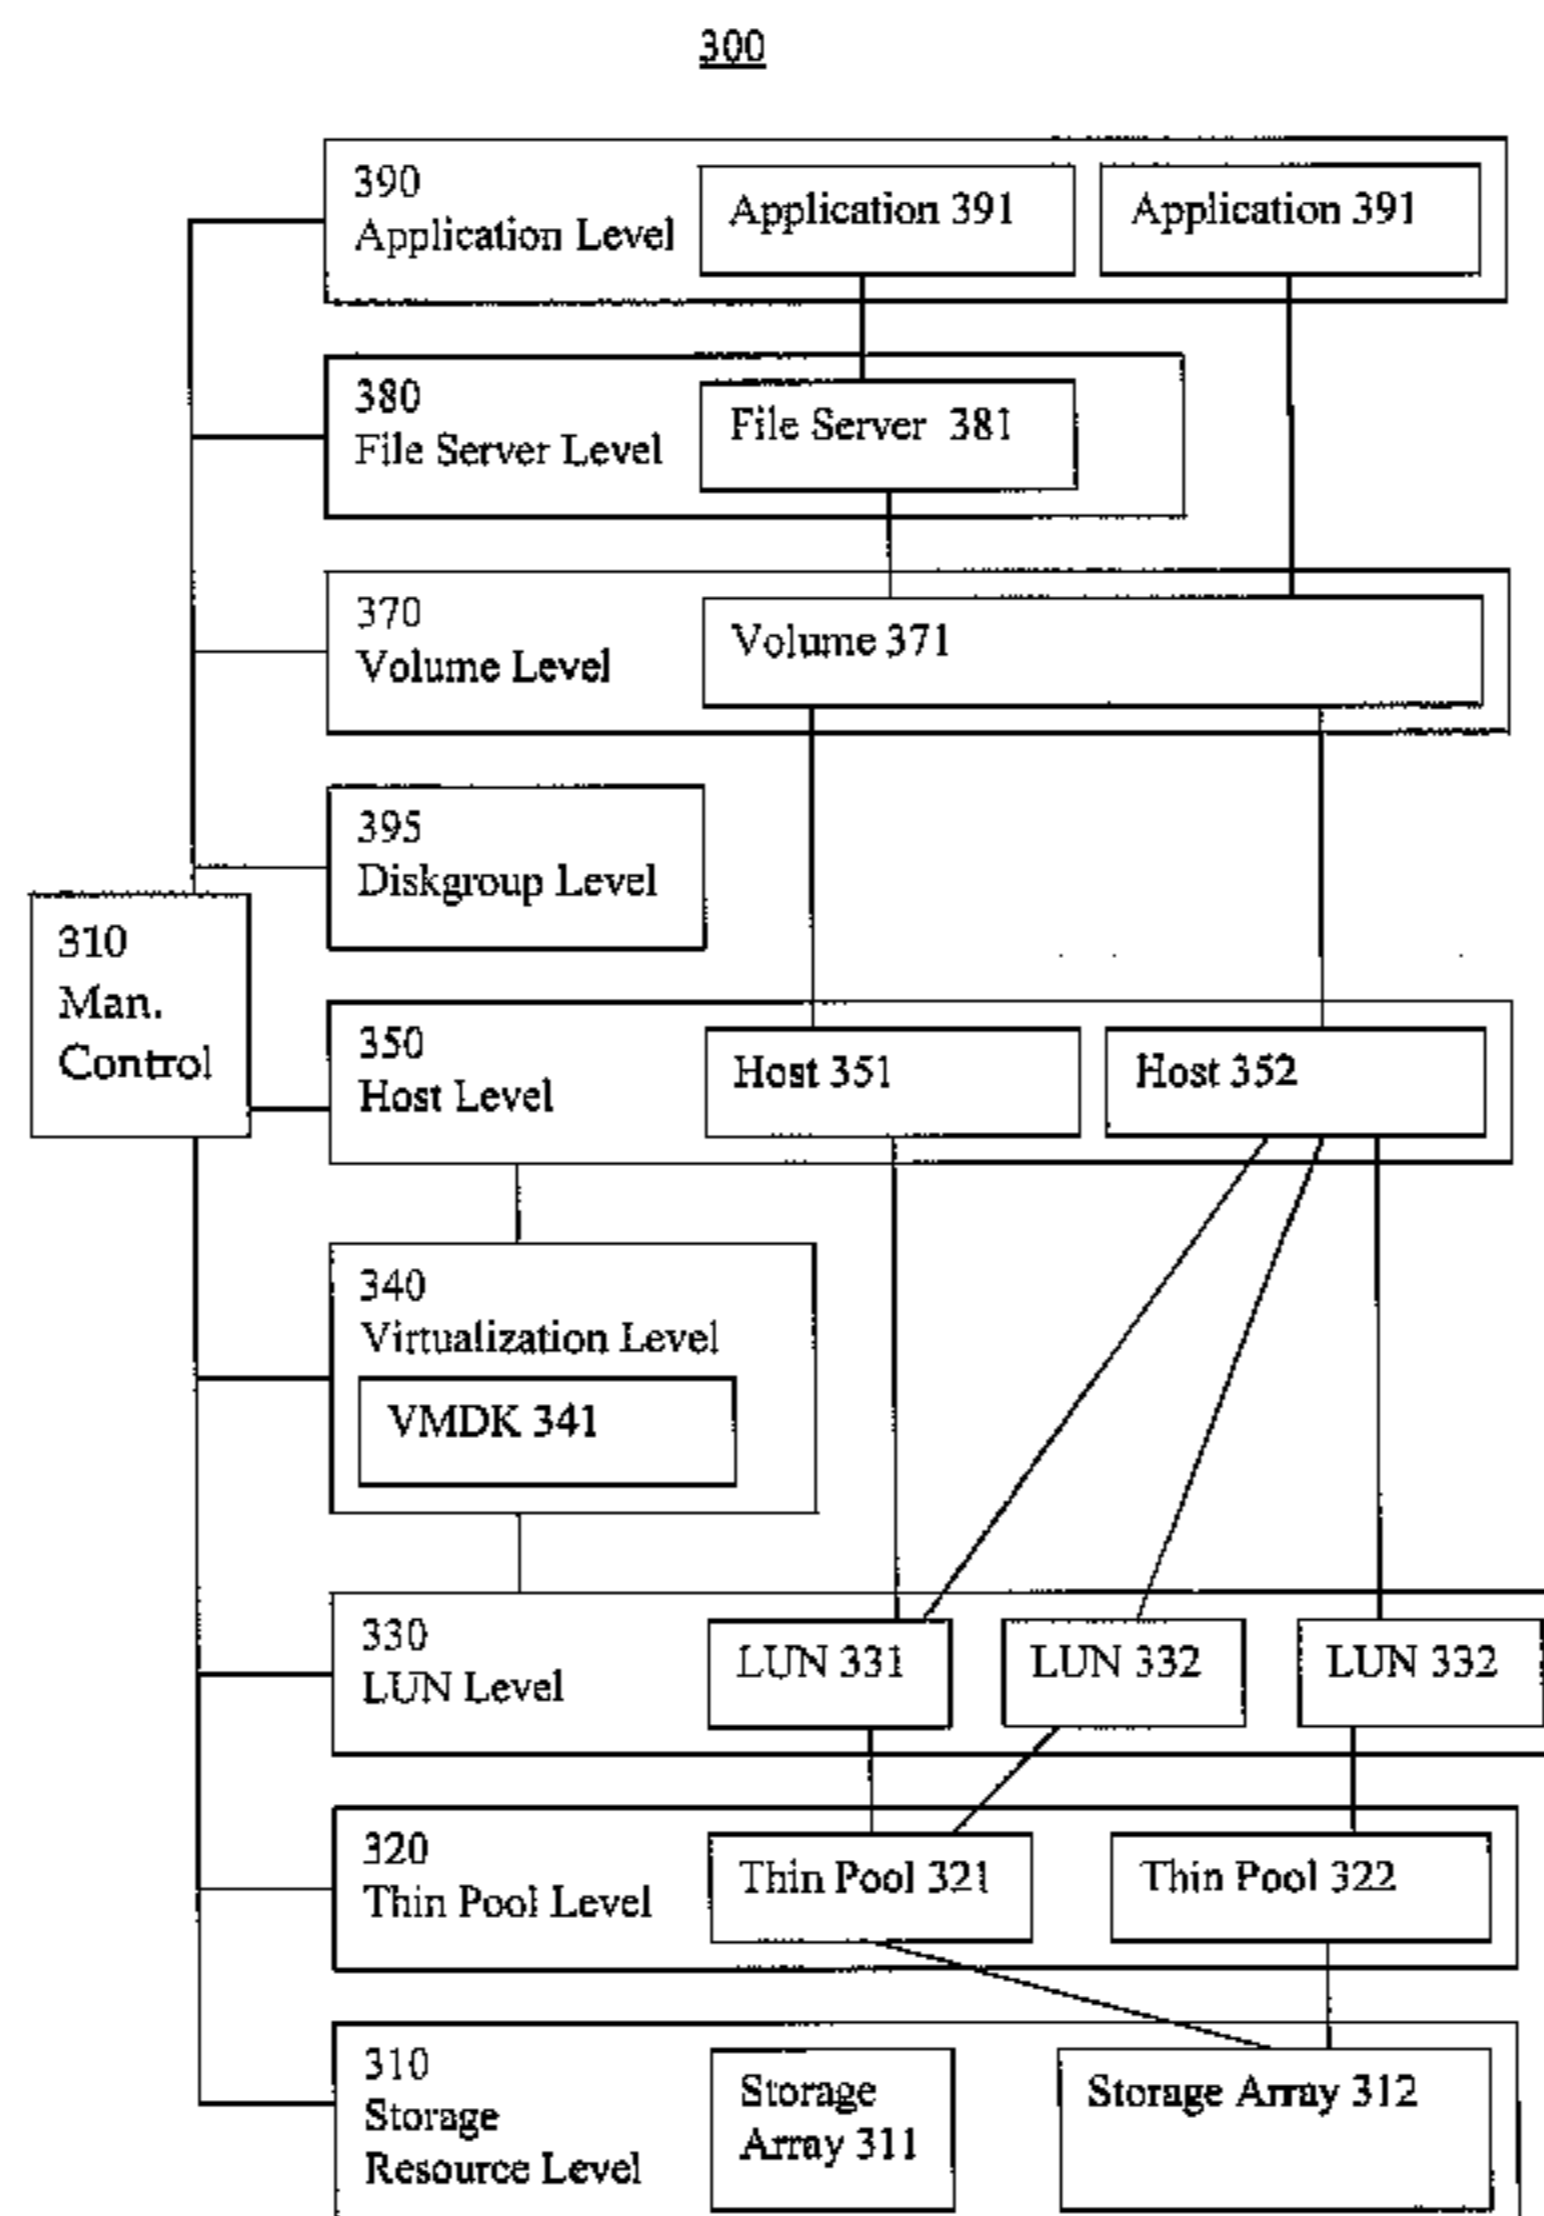 300
390
Application Level
Application 391
Application 391
380
File Server Level
File Server 381
370
Volume Level
Volume 371
395
Diskgroup Level
310
Man.
Control
350
Host Level
Host 351
Host 352
340
Virtualization Level
VMDK 341
330
LUN Level
LUN 331
LUN 332
LUN 332
320
Thin Pool Level
Thin Pool 321
Thin Pool 322
310
Storage
Resource Level
Storage
Array 311
Storage Array 312